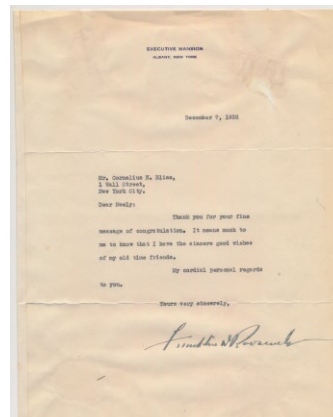 EXECUTIVE MANSION
ALBANY, NEW YORK
December 7, 1932
Mr. Cornelius N. Bliss,
1 Wall Street,
New York City.
Dear Neely:
Thank you for your fine
message of congratulation. It means much to
me to know that I have the sincere good wishes
of my old time friends.
My cordial personal regards
to you.
Yours very sincerely,
Franklin D Roosevelt